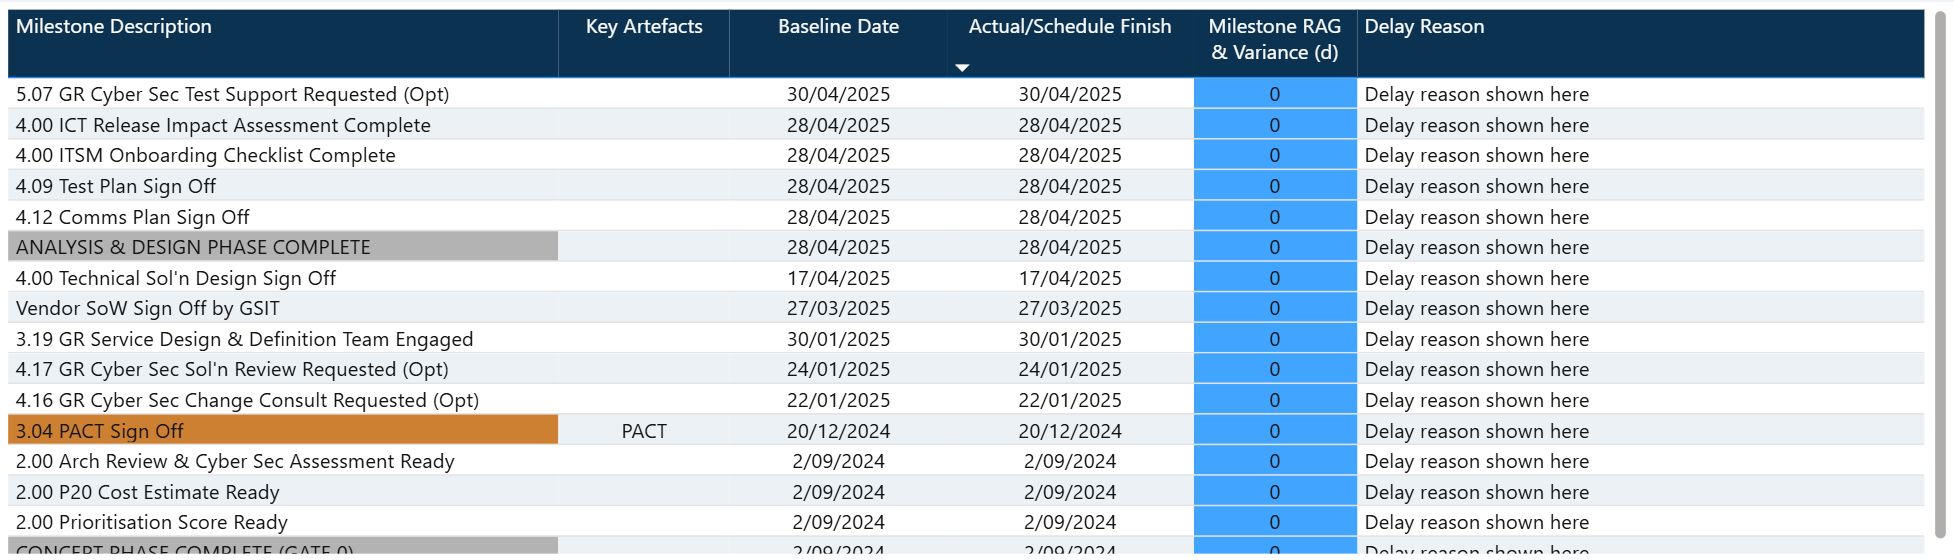 Milestone Description Key Artefacts Baseline Date Actual/Schedule Finish Milestone RAG & Variance (d) Delay Reason
5.07 GR Cyber Sec Test Support Requested (Opt) 30/04/2025 30/04/2025 0 Delay reason shown here
4.00 ICT Release Impact Assessment Complete 28/04/2025 28/04/2025 0 Delay reason shown here
4.00 ITSM Onboarding Checklist Complete 28/04/2025 28/04/2025 0 Delay reason shown here
4.09 Test Plan Sign Off 28/04/2025 28/04/2025 0 Delay reason shown here
4.12 Comms Plan Sign Off 28/04/2025 28/04/2025 0 Delay reason shown here
ANALYSIS & DESIGN PHASE COMPLETE 28/04/2025 28/04/2025 0 Delay reason shown here
4.00 Technical Sol'n Design Sign Off 17/04/2025 17/04/2025 0 Delay reason shown here
Vendor SoW Sign Off by GSIT 27/03/2025 27/03/2025 0 Delay reason shown here
3.19 GR Service Design & Definition Team Engaged 30/01/2025 30/01/2025 0 Delay reason shown here
4.17 GR Cyber Sec Sol'n Review Requested (Opt) 24/01/2025 24/01/2025 0 Delay reason shown here
4.16 GR Cyber Sec Change Consult Requested (Opt) 22/01/2025 22/01/2025 0 Delay reason shown here
3.04 PACT Sign Off PACT 20/12/2024 20/12/2024 0 Delay reason shown here
2.00 Arch Review & Cyber Sec Assessment Ready 2/09/2024 2/09/2024 0 Delay reason shown here
2.00 P20 Cost Estimate Ready 2/09/2024 2/09/2024 0 Delay reason shown here
2.00 Prioritisation Score Ready 2/09/2024 2/09/2024 0 Delay reason shown here
CONCEPT PHASE COMPLETE (GATE 0) 2/09/2024 2/09/2024 0 Delay reason shown here